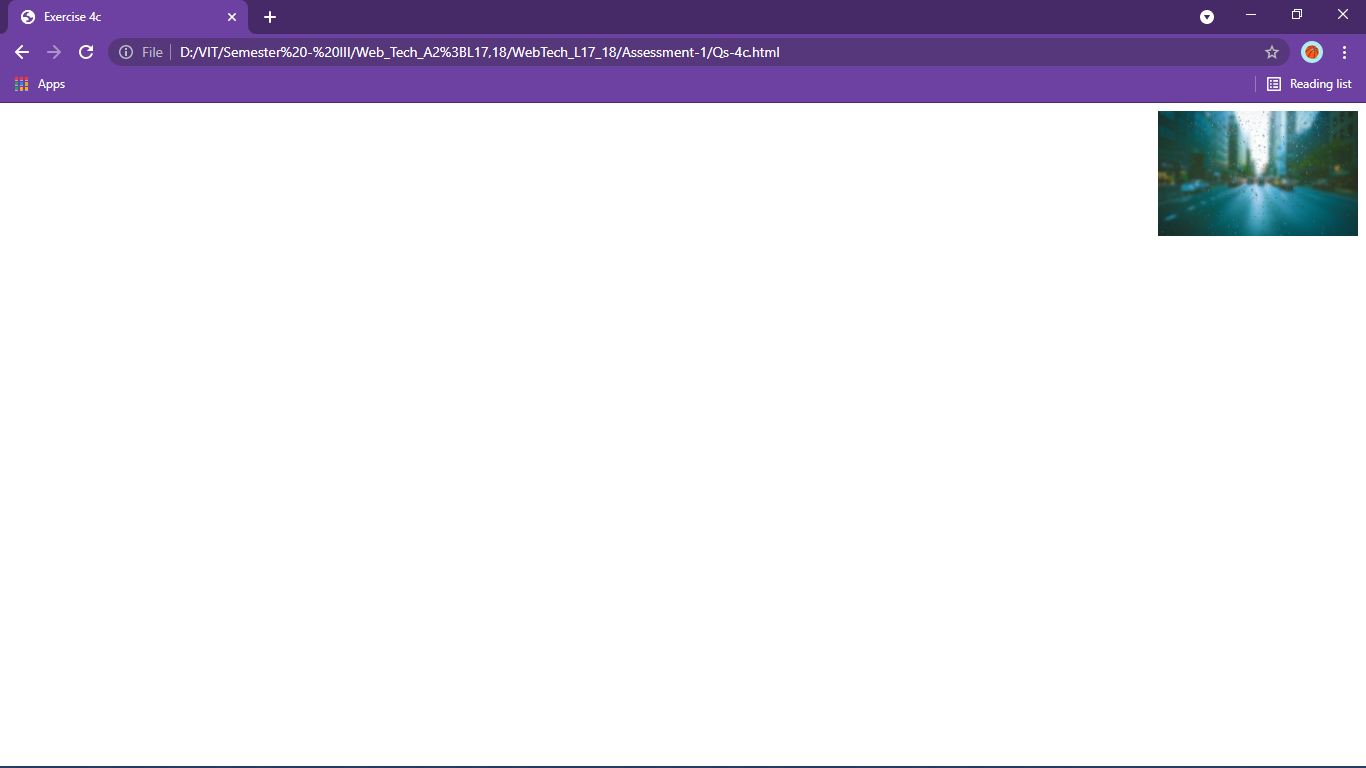 Exercise 4c
File D:/VIT/Semester%20-%20III/Web_Tech_A2%3BL17,18/WebTech_L17_18/Assessment-1/Qs-4c.html
Apps Reading list